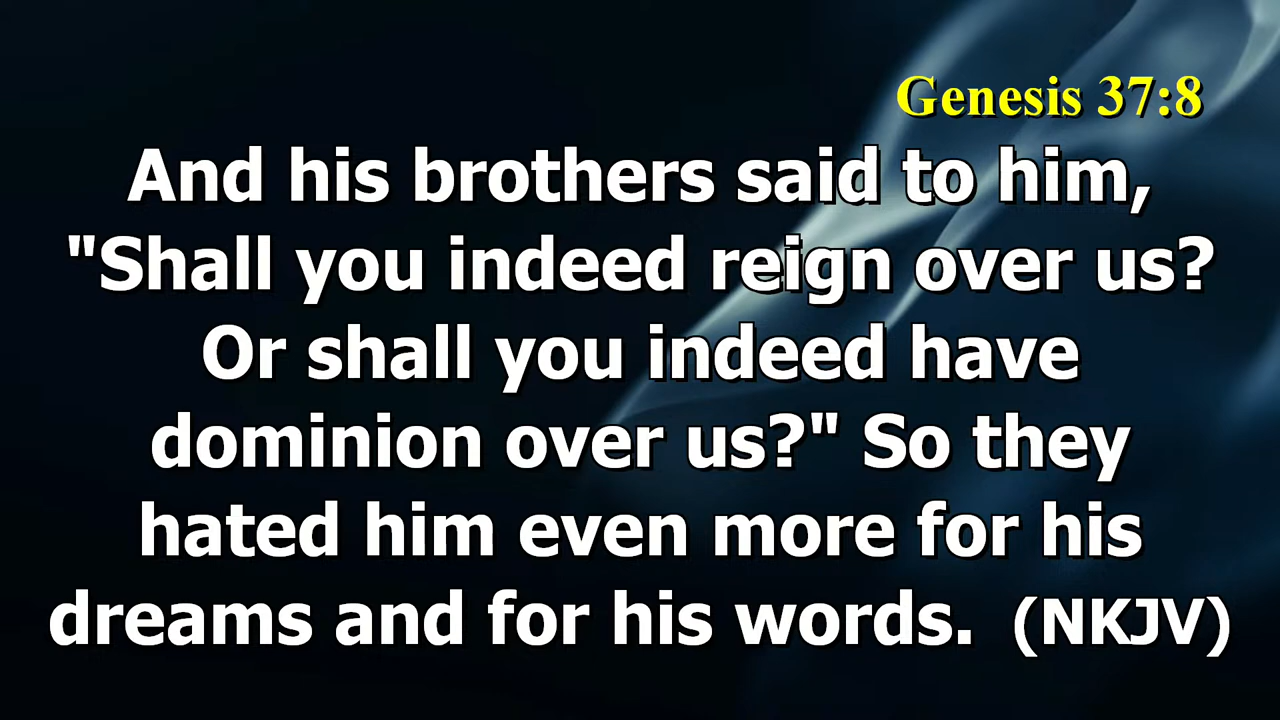 Genesis 37:8
And his brothers said to him,
"Shall you indeed reign over us?
Or shall you indeed have
dominion over us?" So they
hated him even more for his
dreams and for his words.  (NKJV)